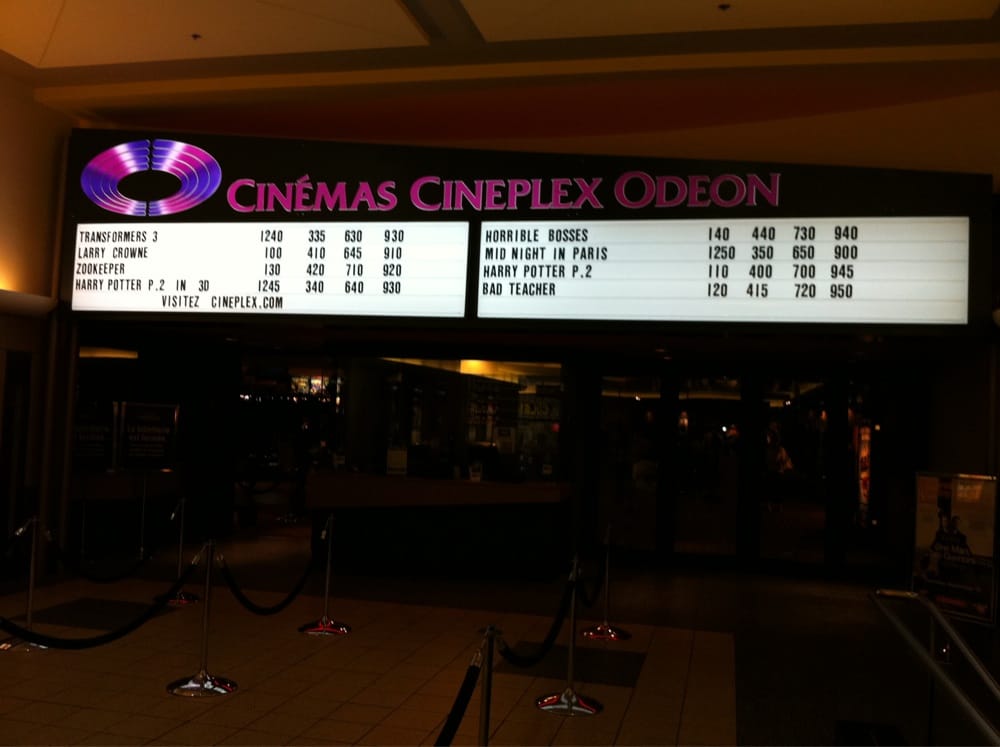 CINÉMAS CINEPLEX ODEON
TRANSFORMERS 3 1240 335 630 930
LARRY CROWNE 100 410 645 910
ZOOKEEPER 130 420 710 920
HARRY POTTER P.2 IN 3D 1245 340 640 930
VISITEZ CINEPLEX.COM
HORRIBLE BOSSES 140 440 730 940
MID NIGHT IN PARIS 1250 350 650 900
HARRY POTTER P.2 110 400 700 945
BAD TEACHER 120 415 720 950